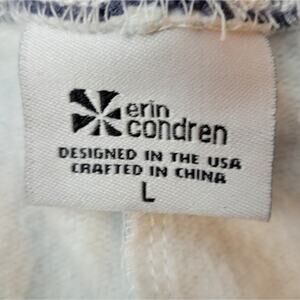 erin
condren
DESIGNED IN THE USA
CRAFTED IN CHINA
L